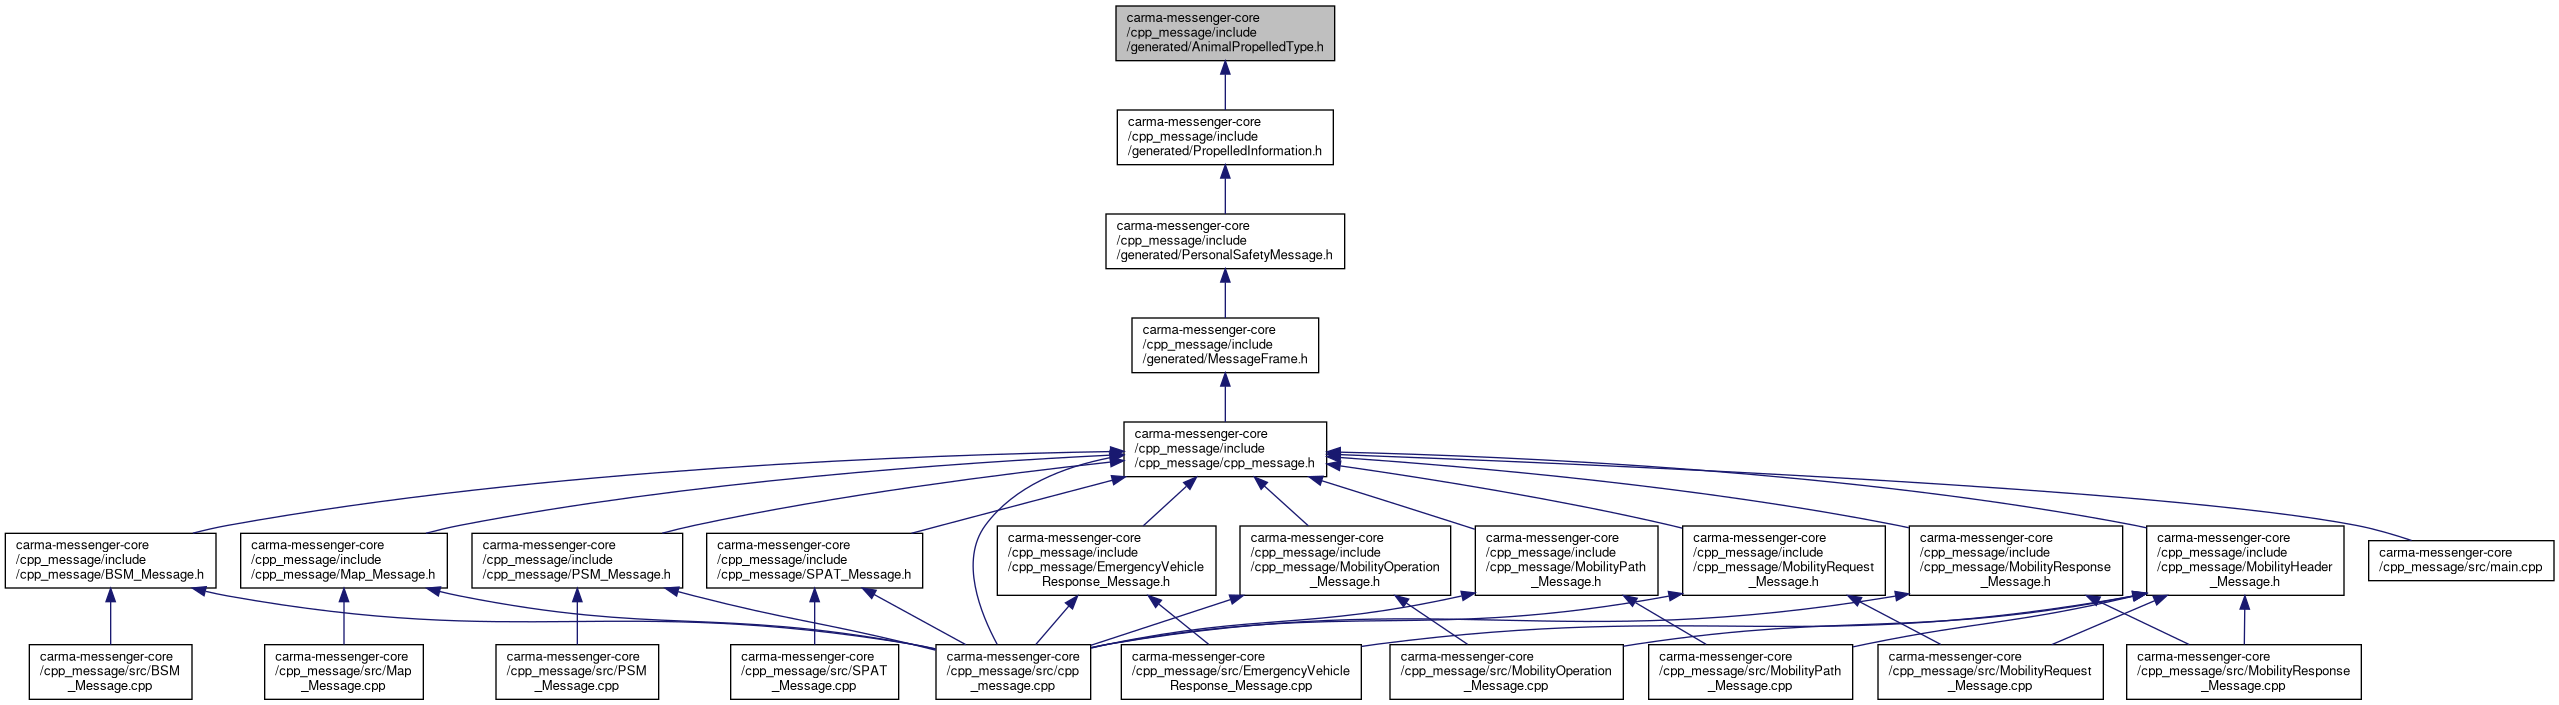 carma-messenger-core
/cpp_message/include
/generated/AnimalPropelledType.h
carma-messenger-core
/cpp_message/include
/generated/PropelledInformation.h
carma-messenger-core
/cpp_message/include
/generated/PersonalSafetyMessage.h
carma-messenger-core
/cpp_message/include
/generated/MessageFrame.h
carma-messenger-core
/cpp_message/include
/cpp_message/cpp_message.h
carma-messenger-core
/cpp_message/include
/cpp_message/BSM_Message.h
carma-messenger-core
/cpp_message/include
/cpp_message/Map_Message.h
carma-messenger-core
/cpp_message/include
/cpp_message/PSM_Message.h
carma-messenger-core
/cpp_message/include
/cpp_message/SPAT_Message.h
carma-messenger-core
/cpp_message/include
/cpp_message/EmergencyVehicle
Response_Message.h
carma-messenger-core
/cpp_message/include
/cpp_message/MobilityOperation
_Message.h
carma-messenger-core
/cpp_message/include
/cpp_message/MobilityPath
_Message.h
carma-messenger-core
/cpp_message/include
/cpp_message/MobilityRequest
_Message.h
carma-messenger-core
/cpp_message/include
/cpp_message/MobilityResponse
_Message.h
carma-messenger-core
/cpp_message/include
/cpp_message/MobilityHeader
_Message.h
carma-messenger-core
/cpp_message/src/main.cpp
carma-messenger-core
/cpp_message/src/BSM
_Message.cpp
carma-messenger-core
/cpp_message/src/Map
_Message.cpp
carma-messenger-core
/cpp_message/src/PSM
_Message.cpp
carma-messenger-core
/cpp_message/src/SPAT
_Message.cpp
carma-messenger-core
/cpp_message/src/cpp
_message.cpp
carma-messenger-core
/cpp_message/src/EmergencyVehicle
Response_Message.cpp
carma-messenger-core
/cpp_message/src/MobilityOperation
_Message.cpp
carma-messenger-core
/cpp_message/src/MobilityPath
_Message.cpp
carma-messenger-core
/cpp_message/src/MobilityRequest
_Message.cpp
carma-messenger-core
/cpp_message/src/MobilityResponse
_Message.cpp